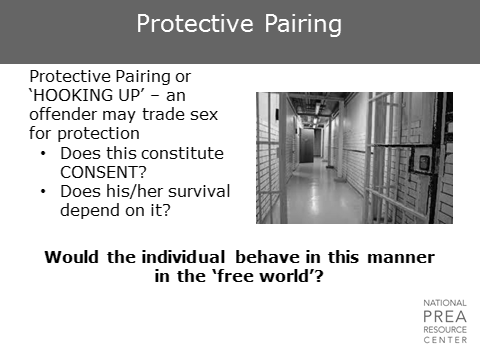 Protective Pairing
Protective Pairing or
‘HOOKING UP’ – an
offender may trade sex
for protection
• Does this constitute
CONSENT?
• Does his/her survival
depend on it?
Would the individual behave in this manner
in the ‘free world’?
NATIONAL
PREA
RESOURCE
CENTER